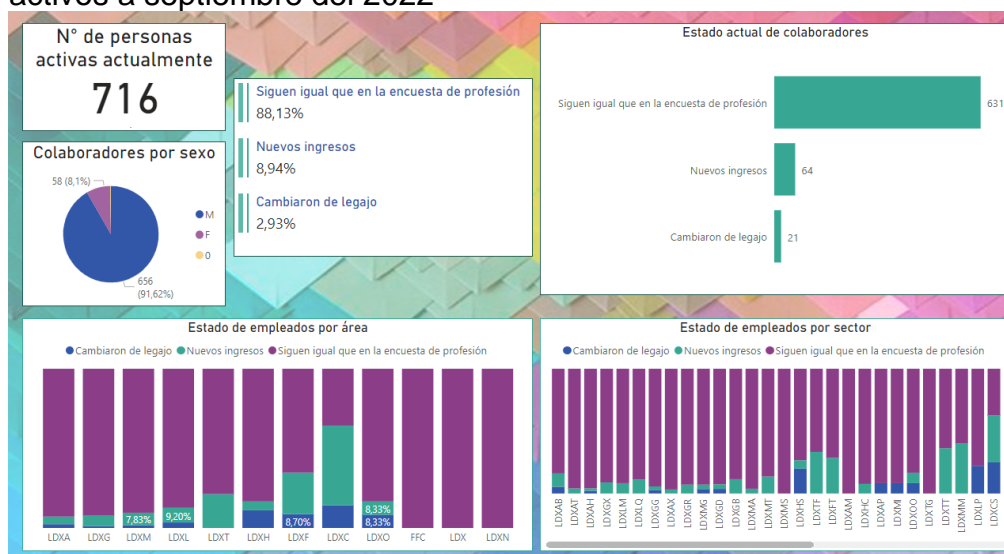 activos a septiembre del 2022
N° de personas
activas actualmente
716
Siguen igual que en la encuesta de profesión
88,13%
Nuevos ingresos
8,94%
Cambiaron de legajo
2,93%
Colaboradores por sexo
58 (8,1%)
M
F
0
656
(91,62%)
Estado actual de colaboradores
Siguen igual que en la encuesta de profesión
631
Nuevos ingresos
64
Cambiaron de legajo
21
Estado de empleados por área
Cambiaron de legajo Nuevos ingresos Siguen igual que en la encuesta de profesión
7,83%
9,20%
8,70%
8,33%
8,33%
LDXA LDXG LDXM LDXL LDXT LDXH LDXF LDXC LDXO FFC LDX LDXN
Estado de empleados por sector
Cambiaron de legajo Nuevos ingresos Siguen igual que en la encuesta de profesión
LDXAB LDXAT LDXAH LDXGX LDXLM LDXLQ LDXGG LDXAX LDXGR LDXMG LDXGD LDXGB LDXMA LDXMT LDXMS LDXHS LDXTF LDXFT LDXAM LDXHC LDXAP LDXMI LDXOO LDXTR LDXTT LDXMM LDXLP LDXCS